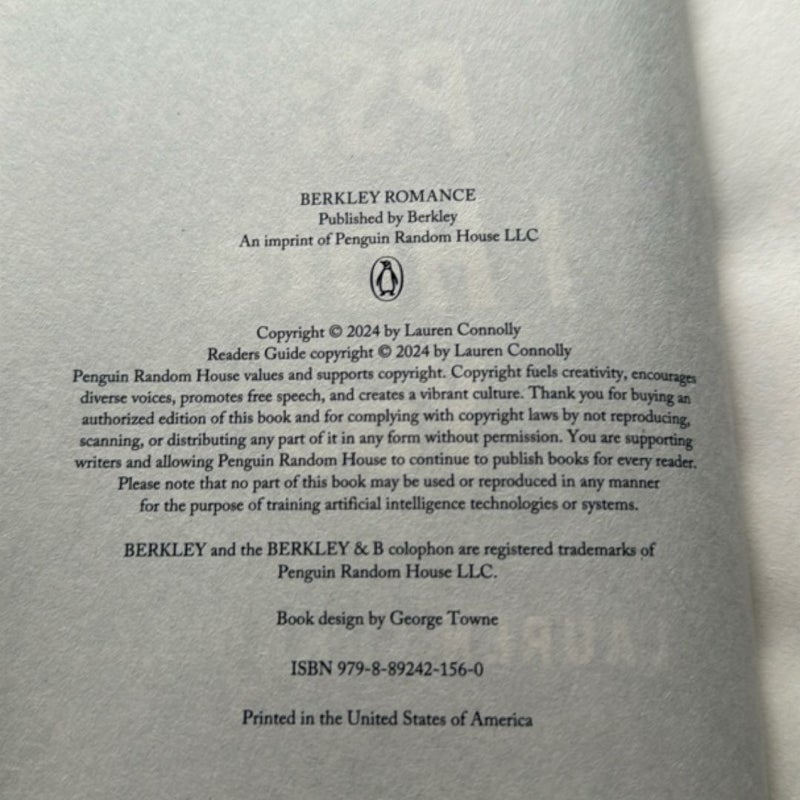 BERKLEY ROMANCE
Published by Berkley
An imprint of Penguin Random House LLC
Copyright © 2024 by Lauren Connolly
Readers Guide copyright © 2024 by Lauren Connolly
Penguin Random House values and supports copyright. Copyright fuels creativity, encourages
diverse voices, promotes free speech, and creates a vibrant culture. Thank you for buying an
authorized edition of this book and for complying with copyright laws by not reproducing,
scanning, or distributing any part of it in any form without permission. You are supporting
writers and allowing Penguin Random House to continue to publish books for every reader.
Please note that no part of this book may be used or reproduced in any manner
for the purpose of training artificial intelligence technologies or systems.
BERKLEY and the BERKLEY & B colophon are registered trademarks of
Penguin Random House LLC.
Book design by George Towne
ISBN 979-8-89242-156-0
Printed in the United States of America